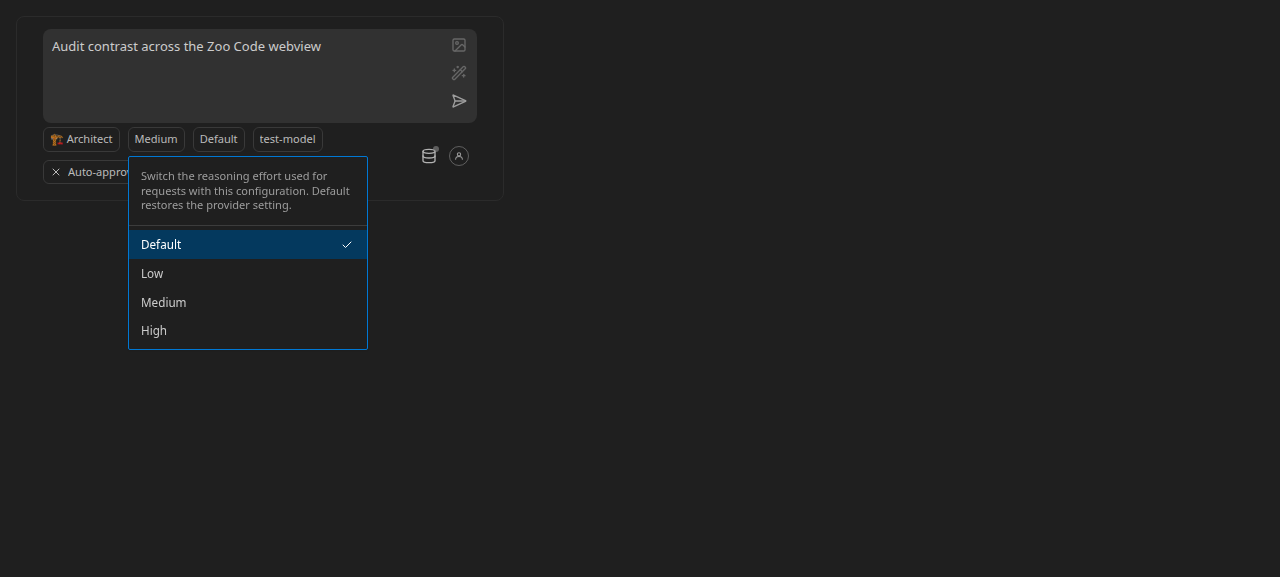 Audit contrast across the Zoo Code webview
Architect
Medium
Default
test-model
Switch the reasoning effort used for
requests with this configuration. Default
restores the provider setting.
Default
Low
Medium
High